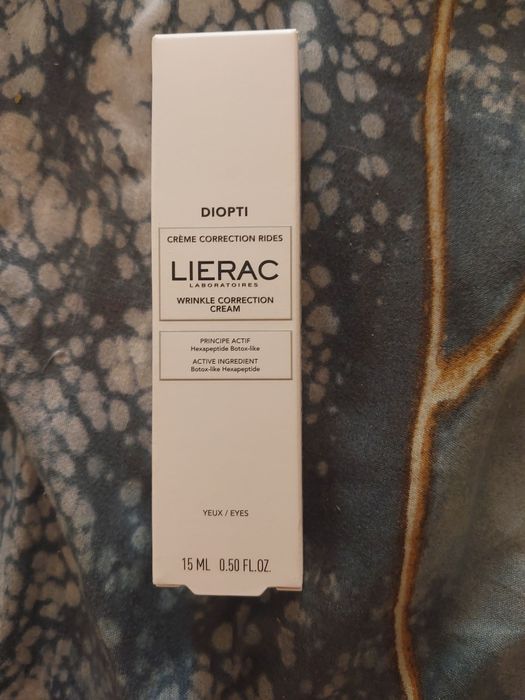 DIOPTI
CRÈME CORRECTION RIDES
LIERAC
LABORATOIRES
WRINKLE CORRECTION
CREAM
PRINCIPE ACTIF
Hexapeptide Botox-like
ACTIVE INGREDIENT
Botox-like Hexapeptide
YEUX / EYES
15 ML 0.50 FL.OZ.